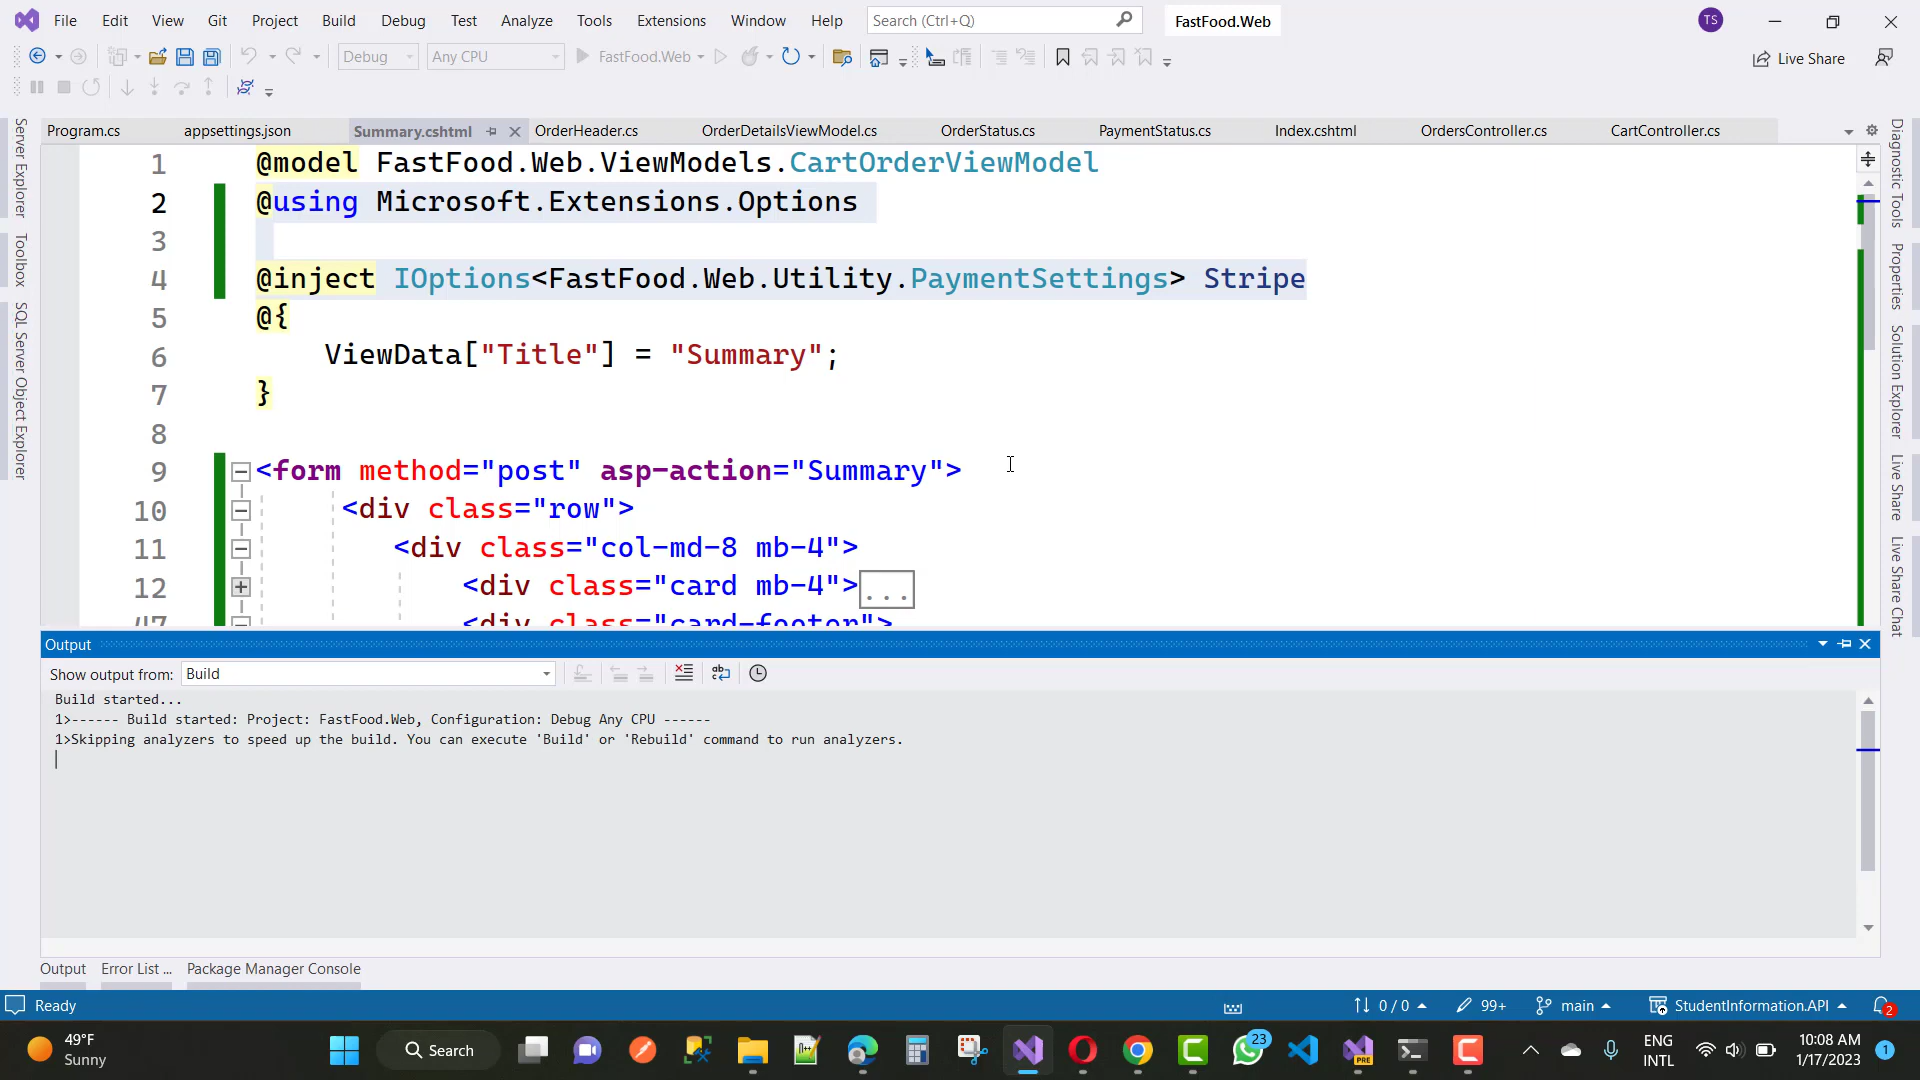 File Edit View Git Project Build Debug Test Analyze Tools Extensions Window Help Search (Ctrl+Q) FastFood.Web TS
Debug Any CPU FastFood.Web Live Share
Program.cs appsettings.json Summary.cshtml OrderHeader.cs OrderDetailsViewModel.cs OrderStatus.cs PaymentStatus.cs Index.cshtml OrdersController.cs CartController.cs
Server Explorer
Toolbox
SQL Server Object Explorer
1 @model FastFood.Web.ViewModels.CartOrderViewModel
2 @using Microsoft.Extensions.Options
3
4 @inject IOptions<FastFood.Web.Utility.PaymentSettings> Stripe
5 @{
6 ViewData["Title"] = "Summary";
7 }
8
9 <form method="post" asp-action="Summary">
10 <div class="row">
11 <div class="col-md-8 mb-4">
12 <div class="card mb-4">...
47 <div class="card-footer">
Diagnostic Tools
Properties
Solution Explorer
Live Share
Live Share Chat
Output
Show output from: Build
Build started...
1>------ Build started: Project: FastFood.Web, Configuration: Debug Any CPU ------
1>Skipping analyzers to speed up the build. You can execute 'Build' or 'Rebuild' command to run analyzers.
Output Error List ... Package Manager Console
Ready 0 / 0 99+ main StudentInformation.API 2
49°F
Sunny
Search
PRE
23
ENG
INTL
10:08 AM
1/17/2023
1